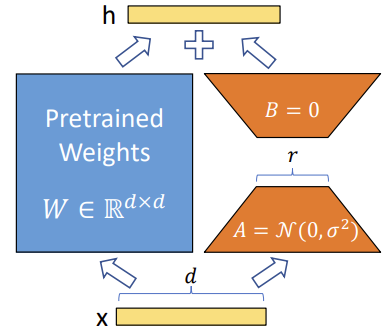 h
Pretrained
Weights
W ∈ ℝ^{d×d}
B = 0
r
A = 𝒩(0, σ²)
d
x